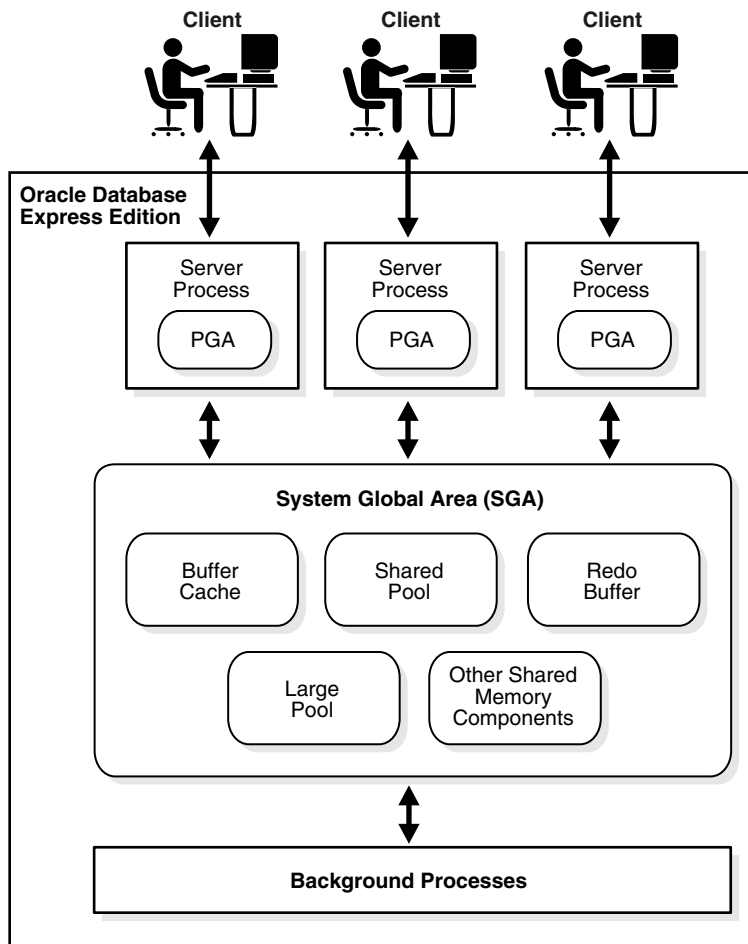 Client
Client
Client
Oracle Database
Express Edition
Server
Process
PGA
Server
Process
PGA
Server
Process
PGA
System Global Area (SGA)
Buffer
Cache
Shared
Pool
Redo
Buffer
Large
Pool
Other Shared
Memory
Components
Background Processes